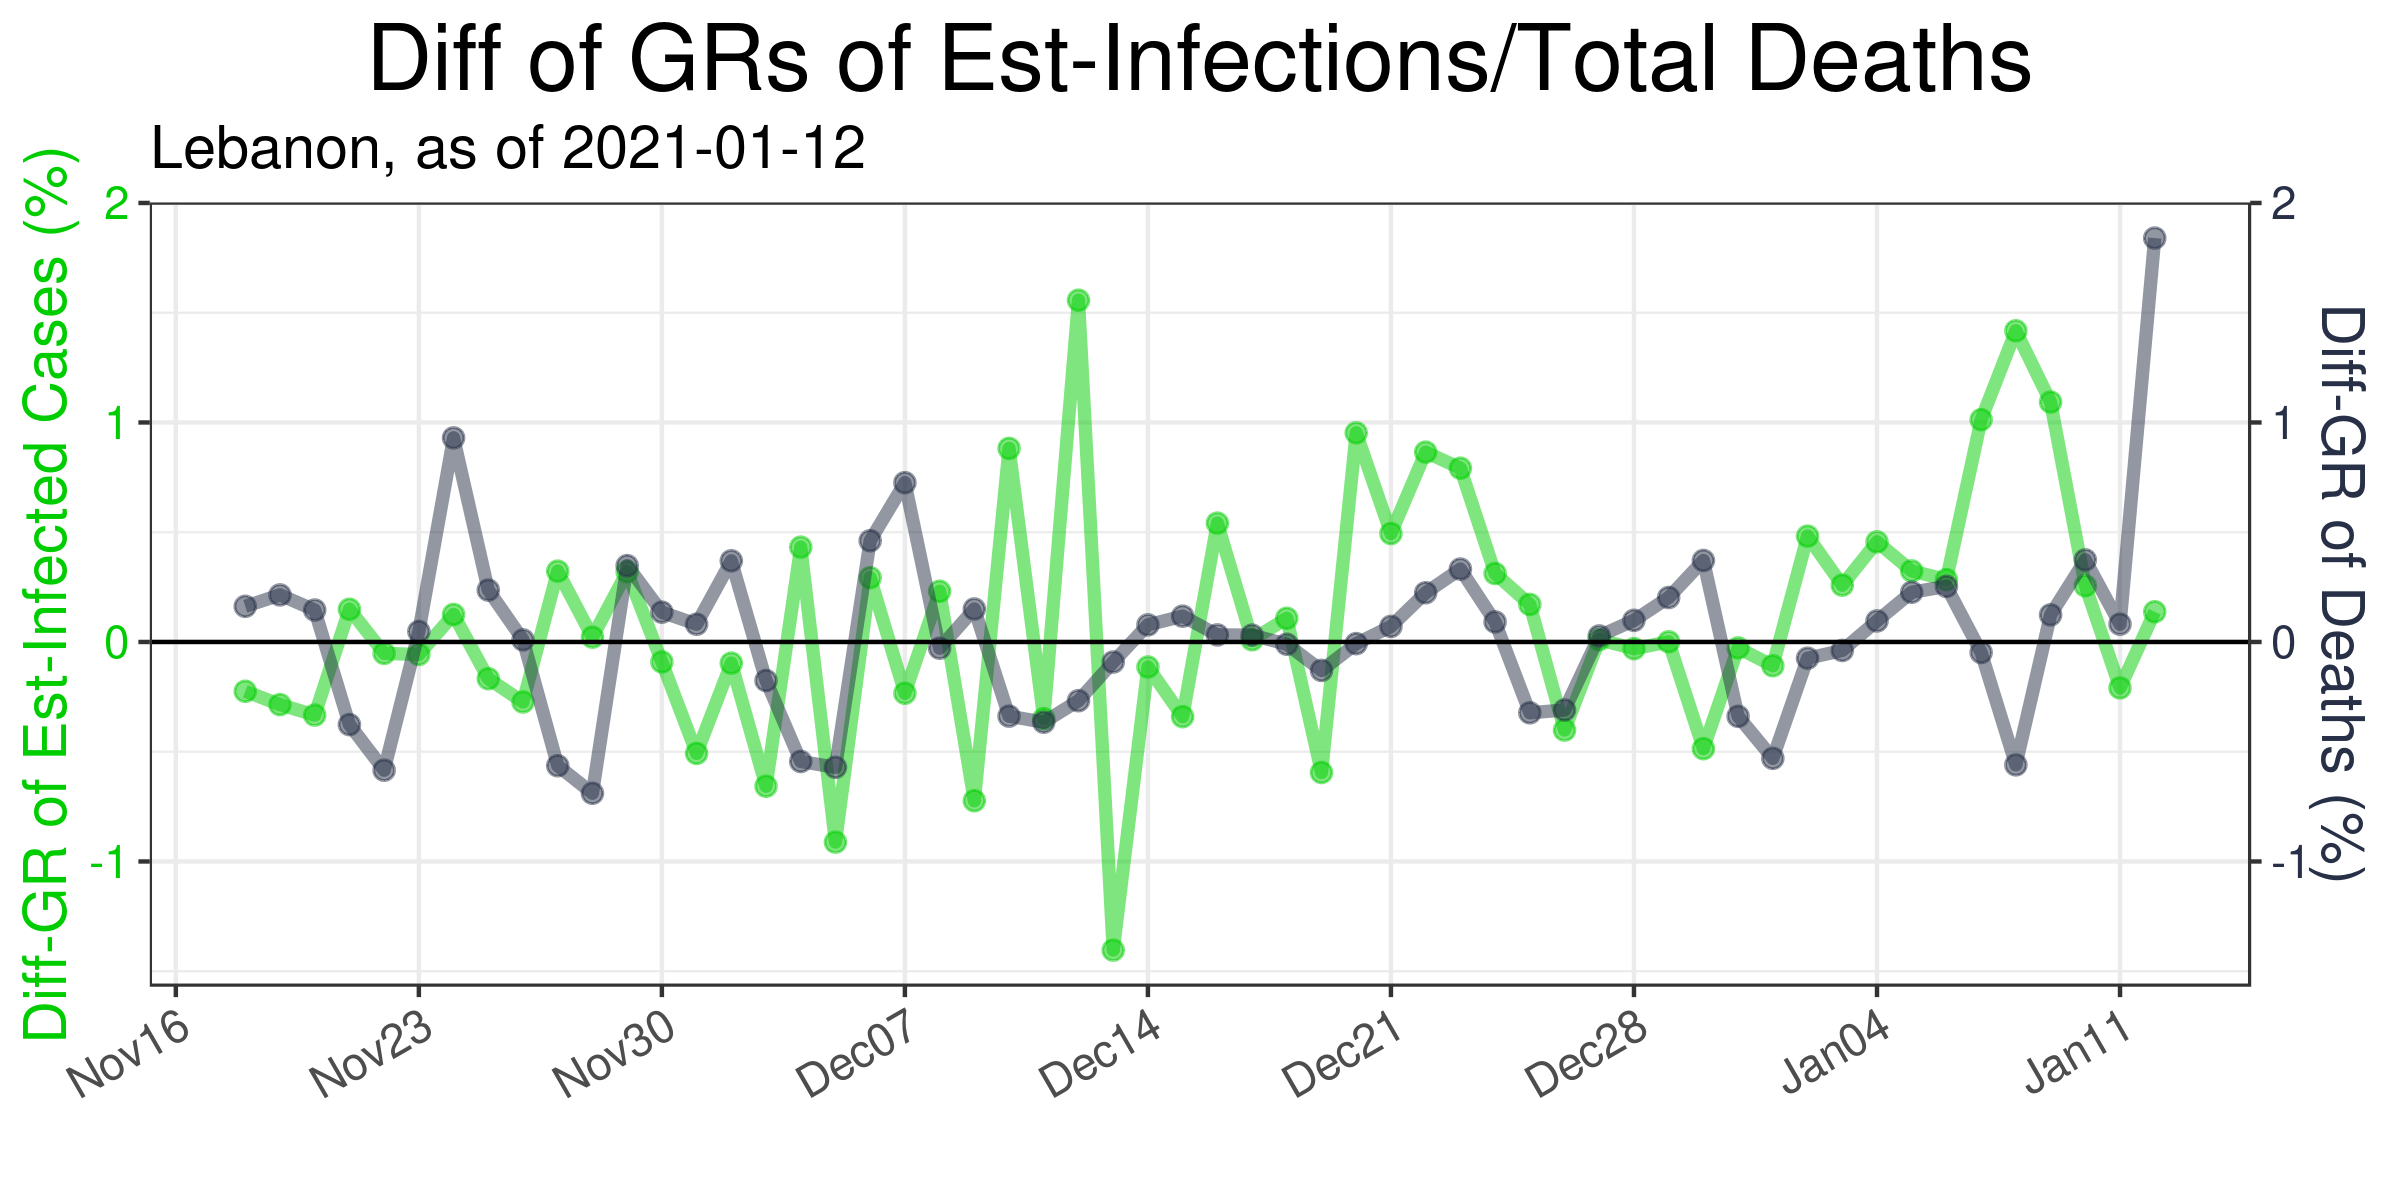 Diff of GRs of Est-Infections/Total Deaths
Lebanon, as of 2021-01-12
Diff-GR of Est-Infected Cases (%)
2
1
0
-1
2
1
0
-1
Diff-GR of Deaths (%)
Nov16
Nov23
Nov30
Dec07
Dec14
Dec21
Dec28
Jan04
Jan11